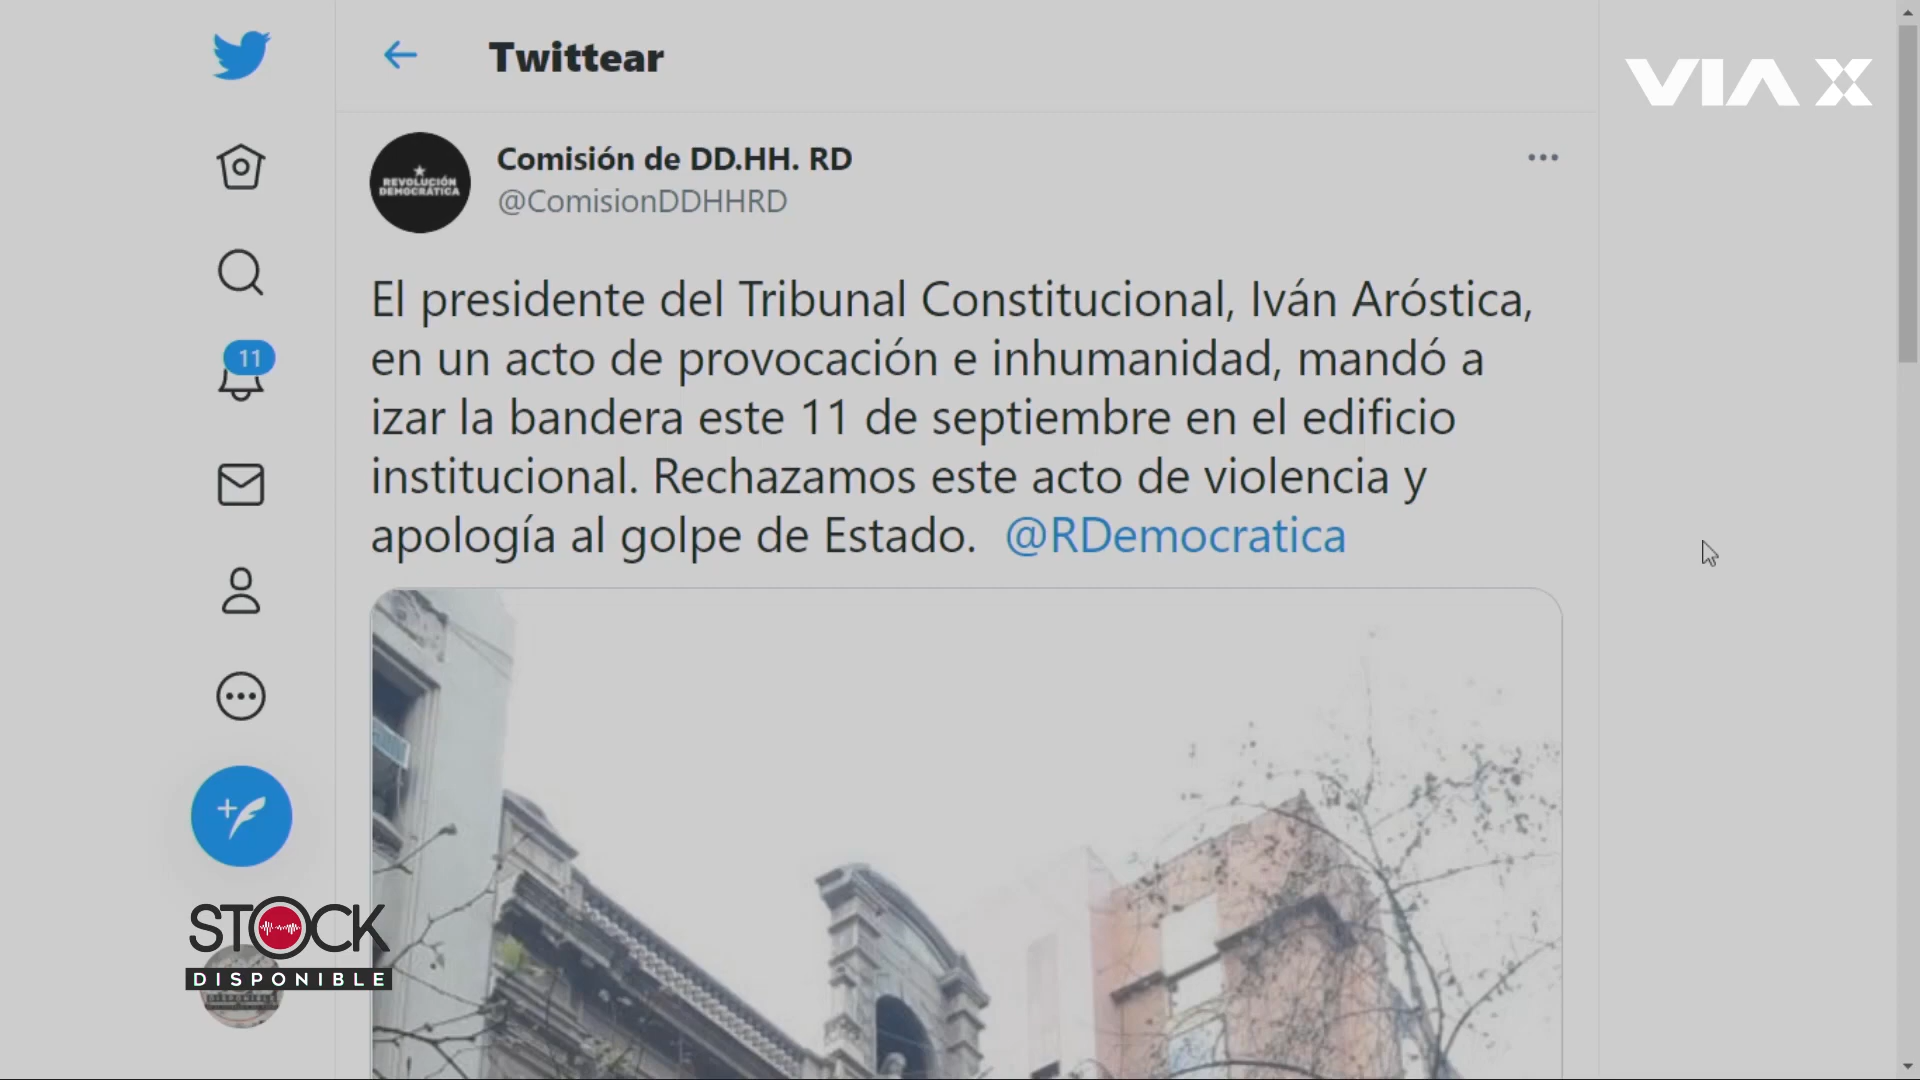 Twittear
VIA X
REVOLUCIÓN
DEMOCRÁTICA
Comisión de DD.HH. RD
@ComisionDDHHRD
El presidente del Tribunal Constitucional, Iván Aróstica,
en un acto de provocación e inhumanidad, mandó a
izar la bandera este 11 de septiembre en el edificio
institucional. Rechazamos este acto de violencia y
apología al golpe de Estado. @RDemocratica
11
STOCK
DISPONIBLE